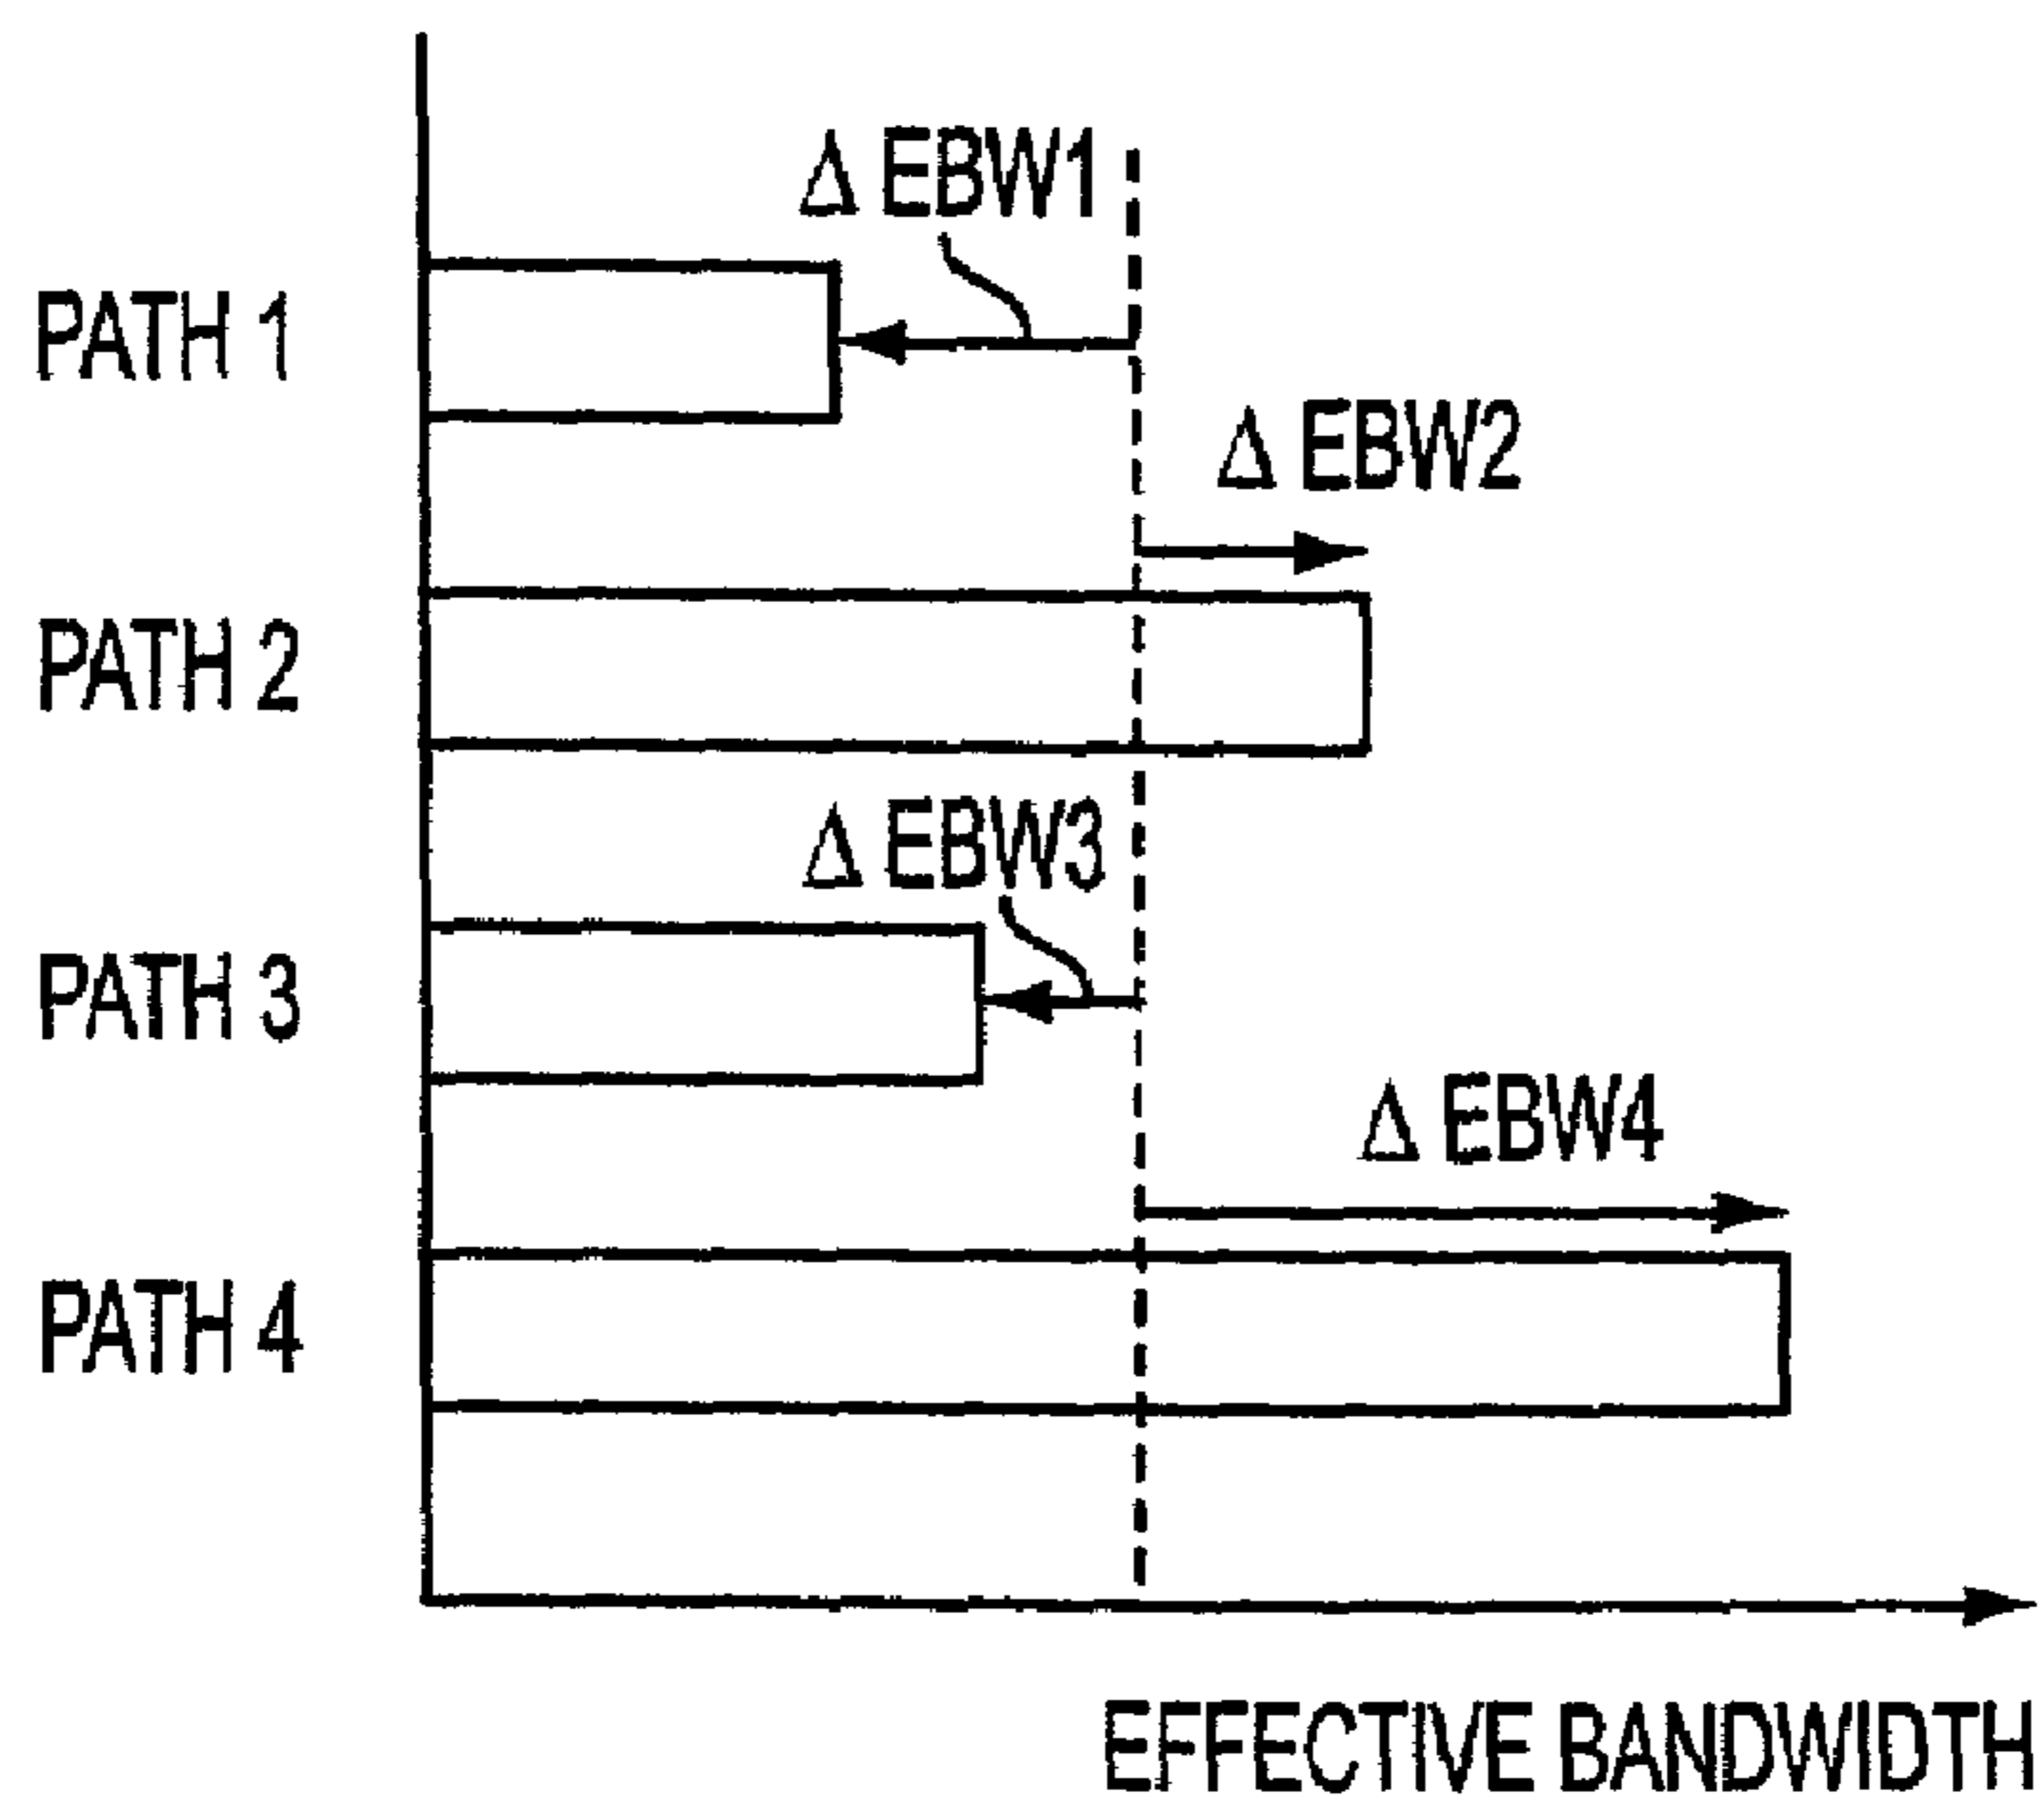 Δ EBW1
PATH 1
Δ EBW2
PATH 2
Δ EBW3
PATH 3
Δ EBW4
PATH 4
EFFECTIVE BANDWIDTH